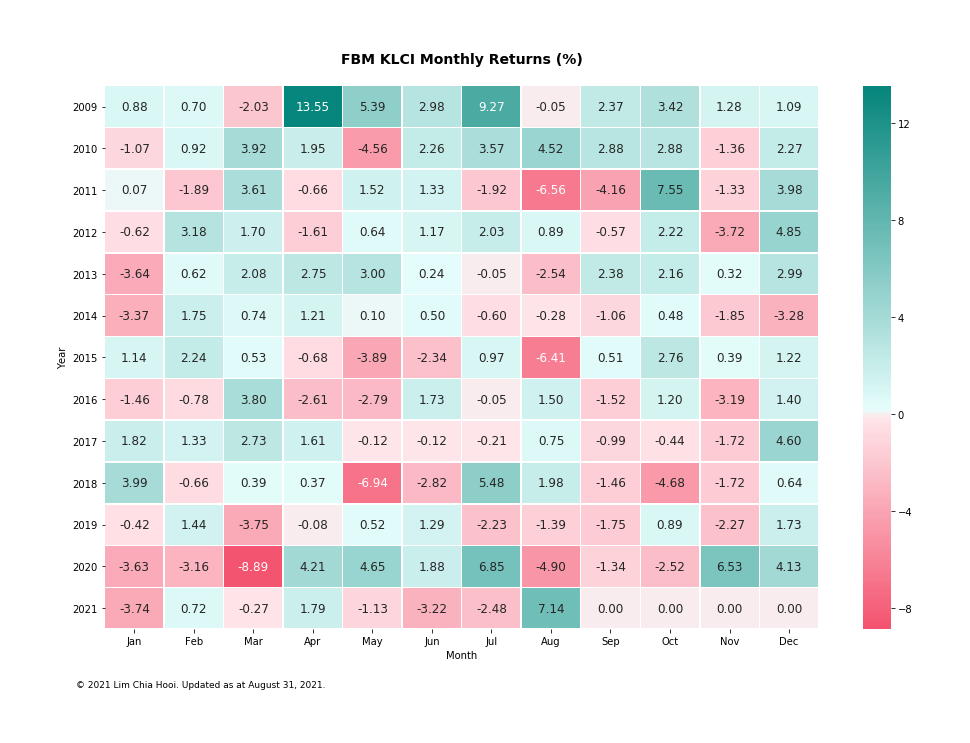 FBM KLCI Monthly Returns (%)
2009 0.88 0.70 -2.03 13.55 5.39 2.98 9.27 -0.05 2.37 3.42 1.28 1.09
2010 -1.07 0.92 3.92 1.95 -4.56 2.26 3.57 4.52 2.88 2.88 -1.36 2.27
2011 0.07 -1.89 3.61 -0.66 1.52 1.33 -1.92 -6.56 -4.16 7.55 -1.33 3.98
2012 -0.62 3.18 1.70 -1.61 0.64 1.17 2.03 0.89 -0.57 2.22 -3.72 4.85
2013 -3.64 0.62 2.08 2.75 3.00 0.24 -0.05 -2.54 2.38 2.16 0.32 2.99
2014 -3.37 1.75 0.74 1.21 0.10 0.50 -0.60 -0.28 -1.06 0.48 -1.85 -3.28
2015 1.14 2.24 0.53 -0.68 -3.89 -2.34 0.97 -6.41 0.51 2.76 0.39 1.22
2016 -1.46 -0.78 3.80 -2.61 -2.79 1.73 -0.05 1.50 -1.52 1.20 -3.19 1.40
2017 1.82 1.33 2.73 1.61 -0.12 -0.12 -0.21 0.75 -0.99 -0.44 -1.72 4.60
2018 3.99 -0.66 0.39 0.37 -6.94 -2.82 5.48 1.98 -1.46 -4.68 -1.72 0.64
2019 -0.42 1.44 -3.75 -0.08 0.52 1.29 -2.23 -1.39 -1.75 0.89 -2.27 1.73
2020 -3.63 -3.16 -8.89 4.21 4.65 1.88 6.85 -4.90 -1.34 -2.52 6.53 4.13
2021 -3.74 0.72 -0.27 1.79 -1.13 -3.22 -2.48 7.14 0.00 0.00 0.00 0.00
Jan Feb Mar Apr May Jun Jul Aug Sep Oct Nov Dec
Month
Year
12
8
4
0
−4
−8
© 2021 Lim Chia Hooi. Updated as at August 31, 2021.